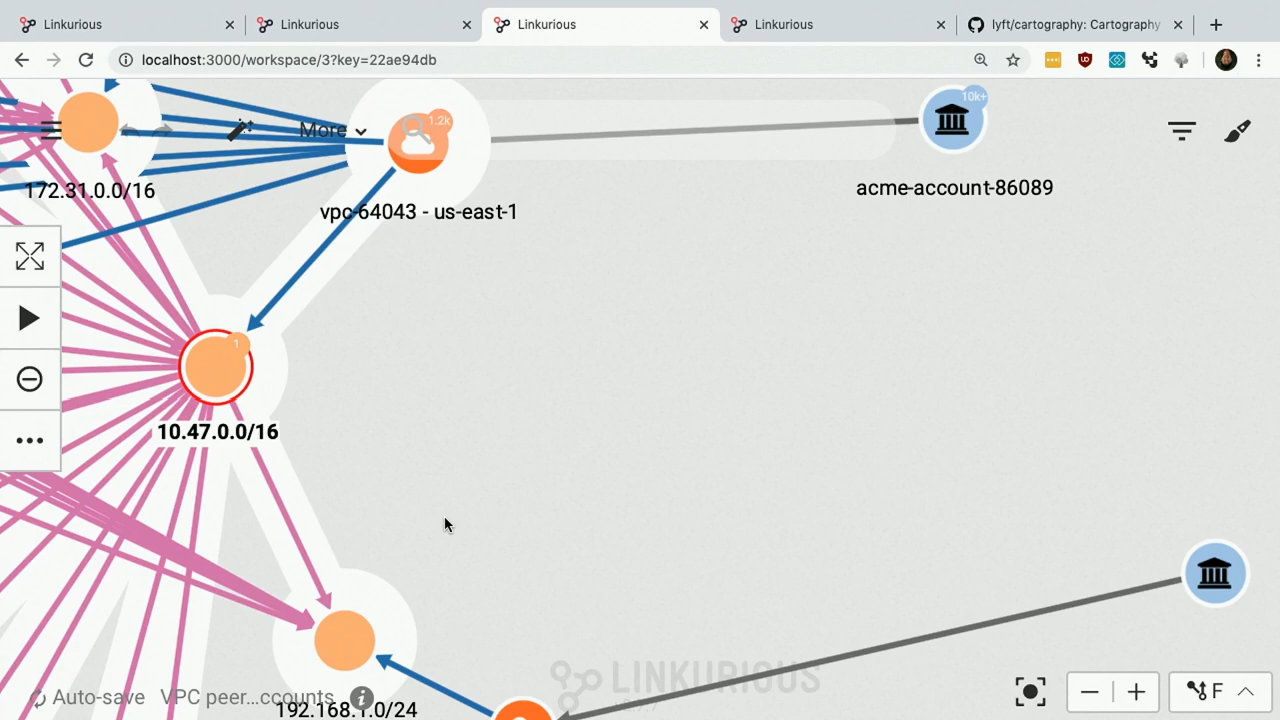 Linkurious
Linkurious
Linkurious
Linkurious
lyft/cartography: Cartography
localhost:3000/workspace/3?key=22ae94db
10k+
1.2k
More
172.31.0.0/16
acme-account-86089
vpc-64043 - us-east-1
1
10.47.0.0/16
LINKURIOUS
Auto-save VPC peer...ccounts
F
192.168.1.0/24